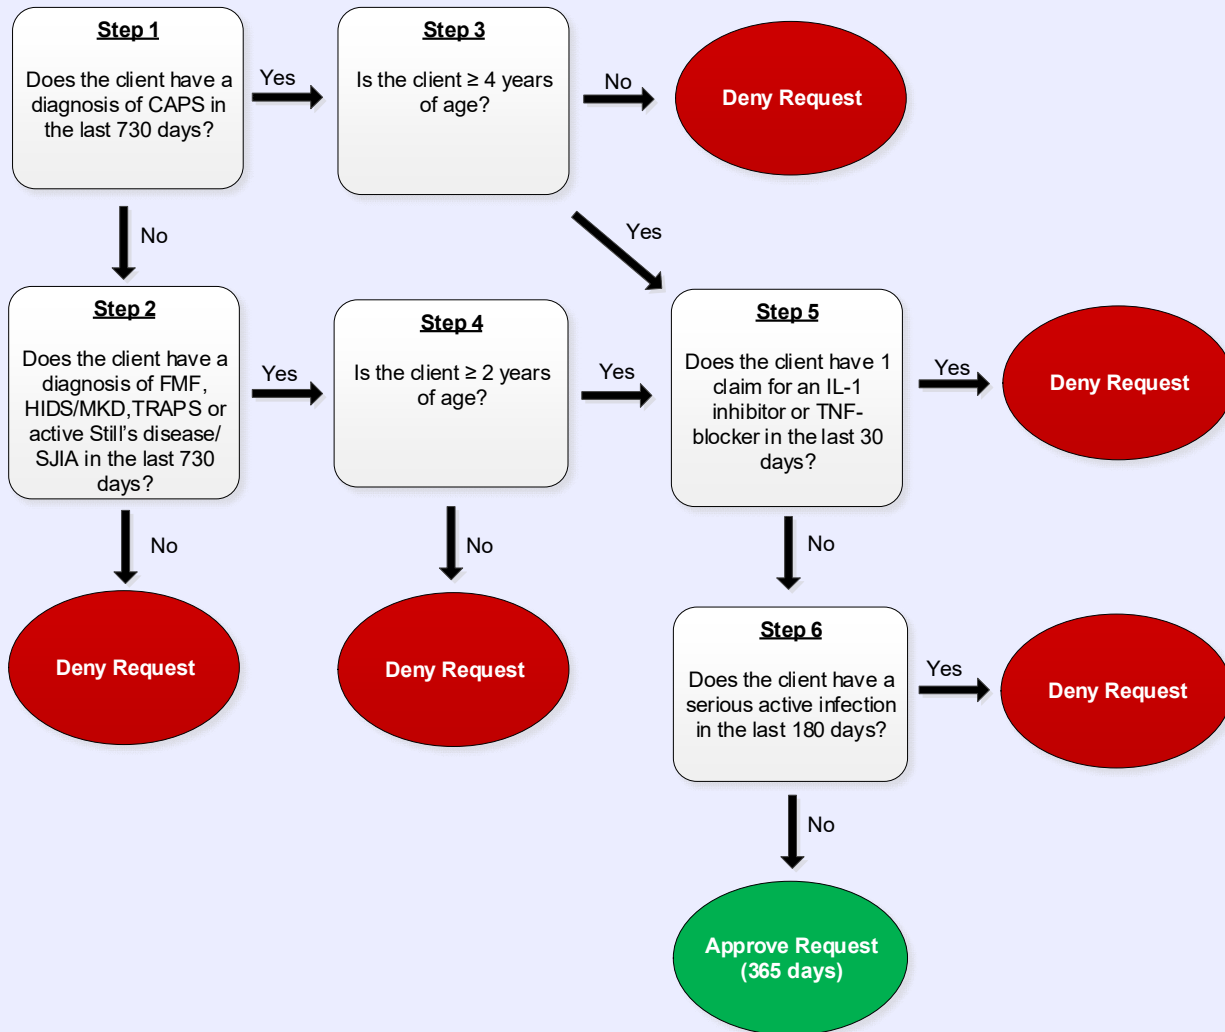 Step 1
Does the client have a
diagnosis of CAPS in
the last 730 days?
Yes
Step 3
Is the client ≥ 4 years
of age?
No
Deny Request
No
Yes
Step 2
Does the client have a
diagnosis of FMF,
HIDS/MKD,TRAPS or
active Still’s disease/
SJIA in the last 730
days?
Yes
Step 4
Is the client ≥ 2 years
of age?
Yes
Step 5
Does the client have 1
claim for an IL-1
inhibitor or TNF-
blocker in the last 30
days?
Yes
Deny Request
No
Deny Request
No
Deny Request
No
Step 6
Does the client have a
serious active infection
in the last 180 days?
Yes
Deny Request
No
Approve Request
(365 days)